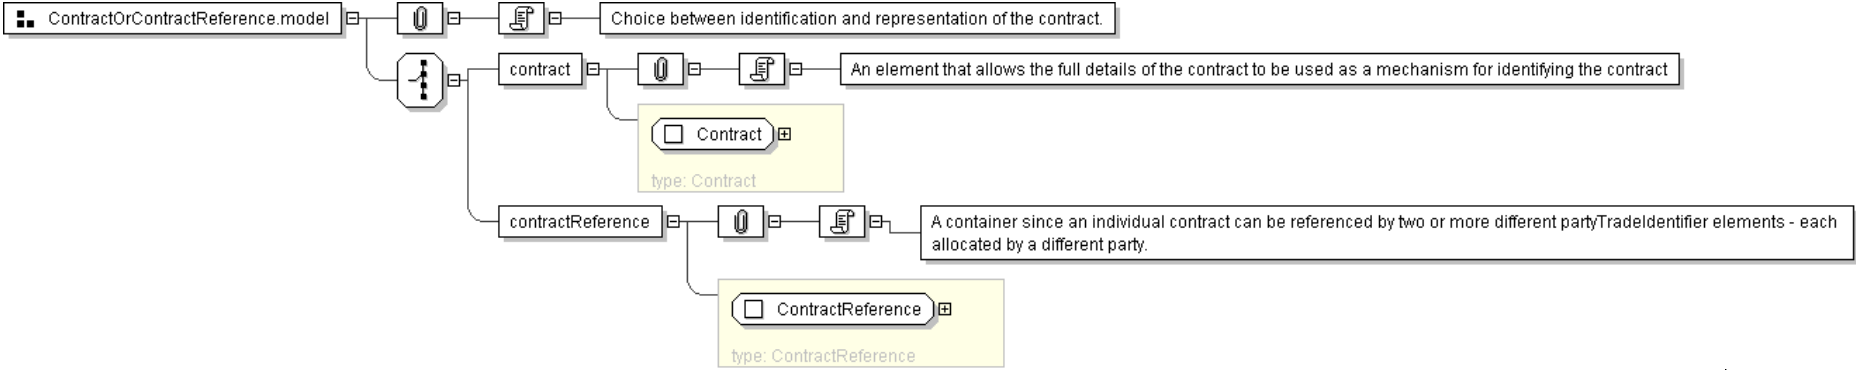 ContractOrContractReference.model
Choice between identification and representation of the contract.
contract
An element that allows the full details of the contract to be used as a mechanism for identifying the contract
Contract
type: Contract
contractReference
A container since an individual contract can be referenced by two or more different partyTradeIdentifier elements - each
allocated by a different party.
ContractReference
type: ContractReference